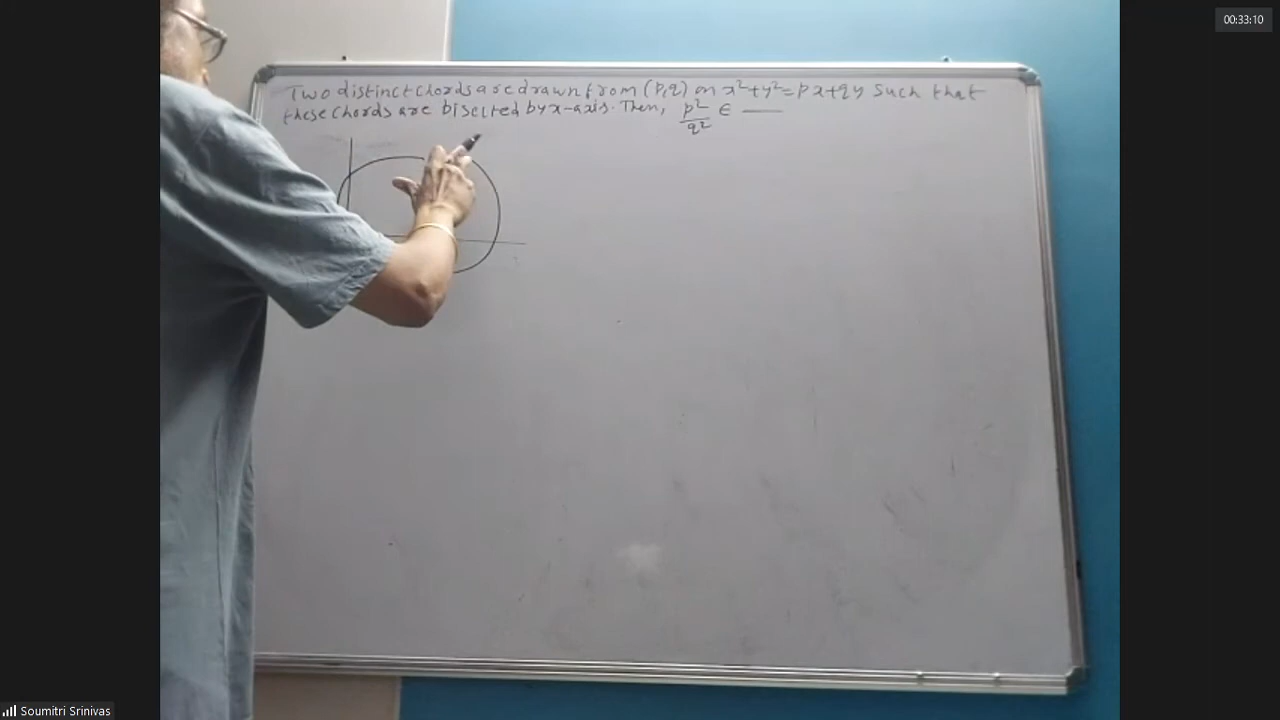 00:33:10
Two distinct chords are drawn from (p,q) on x²+y²=px+qy such that
these chords are bisected by x-axis. Then, p²/q² ∈ ——
Soumitri Srinivas